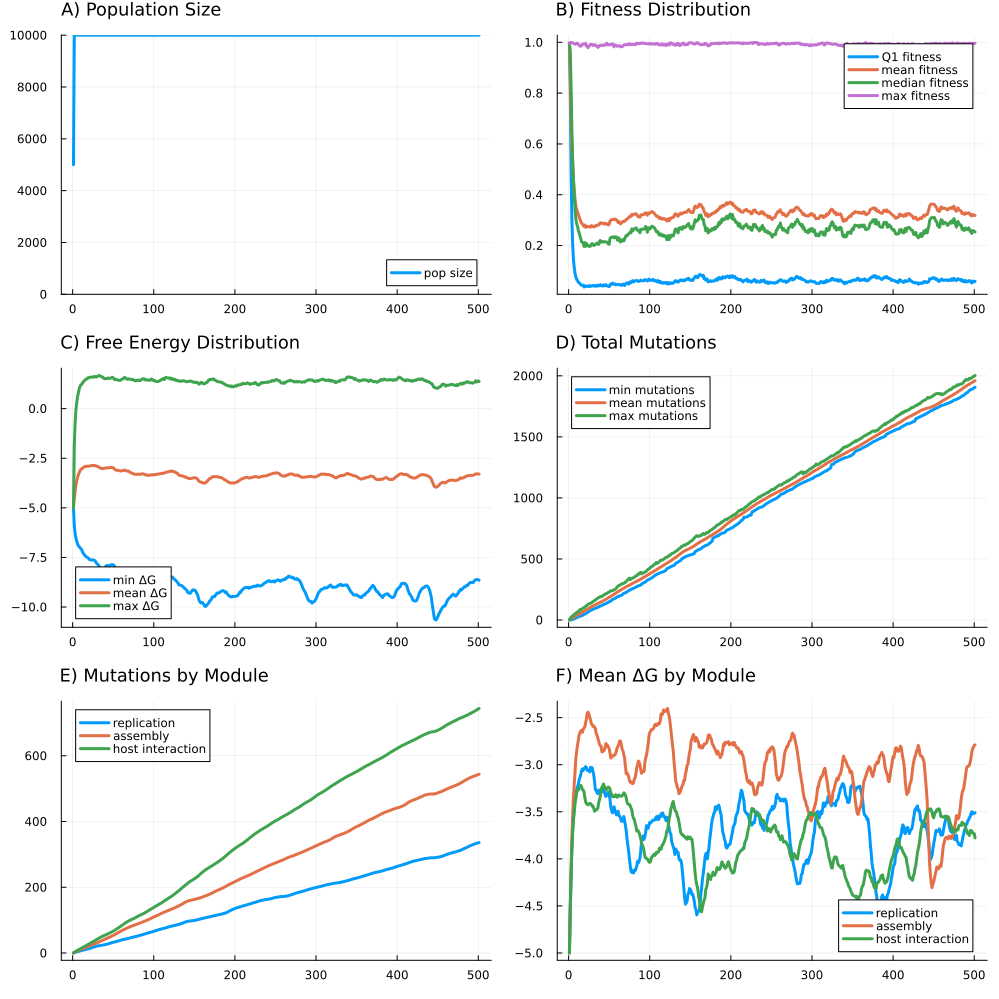 A) Population Size
10000
8000
6000
4000
2000
0
pop size
0 100 200 300 400 500
B) Fitness Distribution
1.0
0.8
0.6
0.4
0.2
Q1 fitness
mean fitness
median fitness
max fitness
0 100 200 300 400 500
C) Free Energy Distribution
0.0
−2.5
−5.0
−7.5
−10.0
min ΔG
mean ΔG
max ΔG
0 100 200 300 400 500
D) Total Mutations
2000
1500
1000
500
0
min mutations
mean mutations
max mutations
0 100 200 300 400 500
E) Mutations by Module
600
400
200
0
replication
assembly
host interaction
0 100 200 300 400 500
F) Mean ΔG by Module
−2.5
−3.0
−3.5
−4.0
−4.5
−5.0
replication
assembly
host interaction
0 100 200 300 400 500